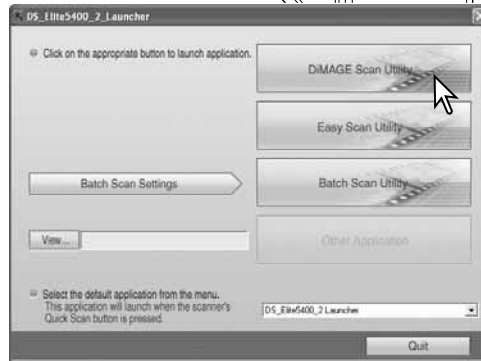 DS_Elite5400_2_Launcher
Click on the appropriate button to launch application.
DiMAGE Scan Utility
Easy Scan Utility
Batch Scan Settings
Batch Scan Utility
View...
Other Application
Select the default application from the menu.
This application will launch when the scanner's
Quick Scan button is pressed.
DS_Elite5400_2 Launcher
Quit